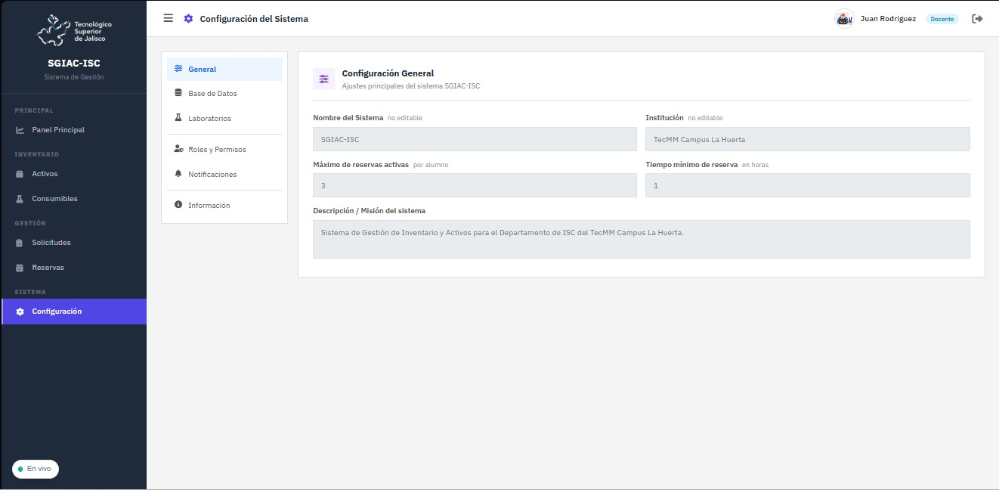 Tecnológico
Superior
de Jalisco
SGIAC-ISC
Sistema de Gestión
PRINCIPAL
Panel Principal
INVENTARIO
Activos
Consumibles
GESTIÓN
Solicitudes
Reservas
SISTEMA
Configuración
En vivo
Configuración del Sistema
Juan Rodriguez
Docente
General
Base de Datos
Laboratorios
Roles y Permisos
Notificaciones
Información
Configuración General
Ajustes principales del sistema SGIAC-ISC
Nombre del Sistema no editable
SGIAC-ISC
Institución no editable
TecMM Campus La Huerta
Máximo de reservas activas por alumno
3
Tiempo mínimo de reserva en horas
1
Descripción / Misión del sistema
Sistema de Gestión de Inventario y Activos para el Departamento de ISC del TecMM Campus La Huerta.